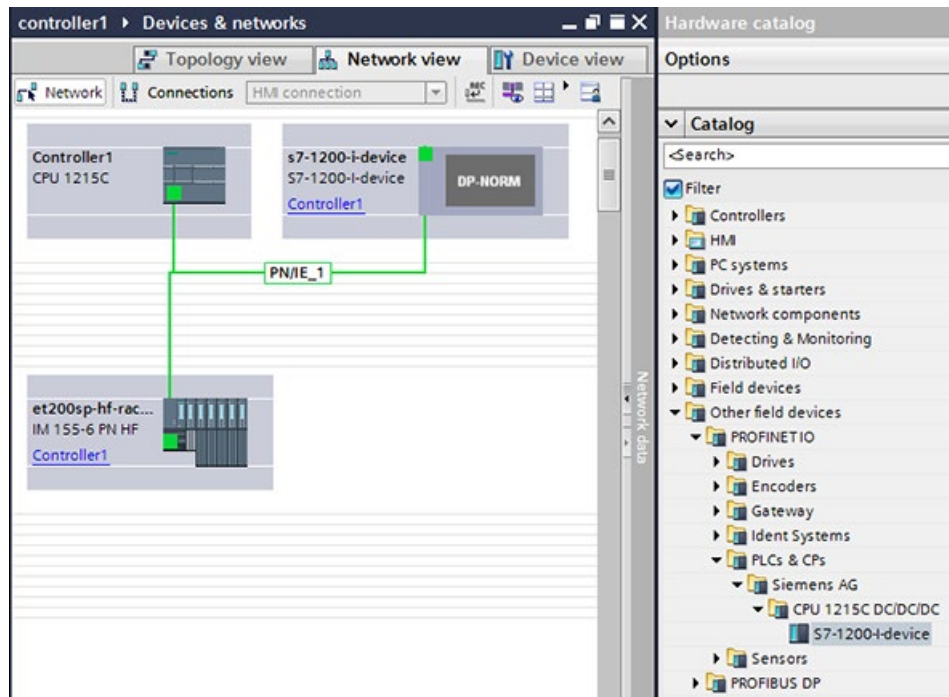 controller1 ▸ Devices & networks
Topology view
Network view
Device view
Network
Connections
HMI connection
Controller1
CPU 1215C
s7-1200-i-device
S7-1200-I-device
Controller1
DP-NORM
PN/IE_1
et200sp-hf-rac...
IM 155-6 PN HF
Controller1
Network data
Hardware catalog
Options
Catalog
<Search>
Filter
Controllers
HMI
PC systems
Drives & starters
Network components
Detecting & Monitoring
Distributed I/O
Field devices
Other field devices
PROFINET IO
Drives
Encoders
Gateway
Ident Systems
PLCs & CPs
Siemens AG
CPU 1215C DC/DC/DC
S7-1200-I-device
Sensors
PROFIBUS DP